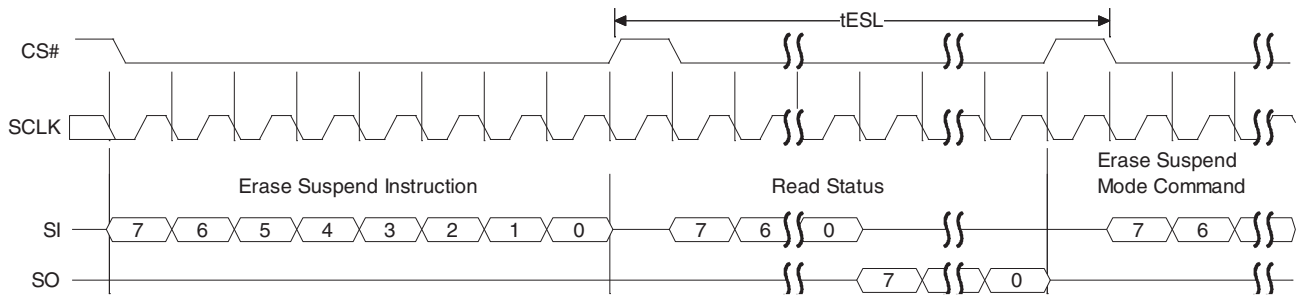 tESL
CS#
SCLK
Erase Suspend Instruction
Read Status
Erase Suspend
Mode Command
SI 7 6 5 4 3 2 1 0 7 6 0 7 6
SO 7 0